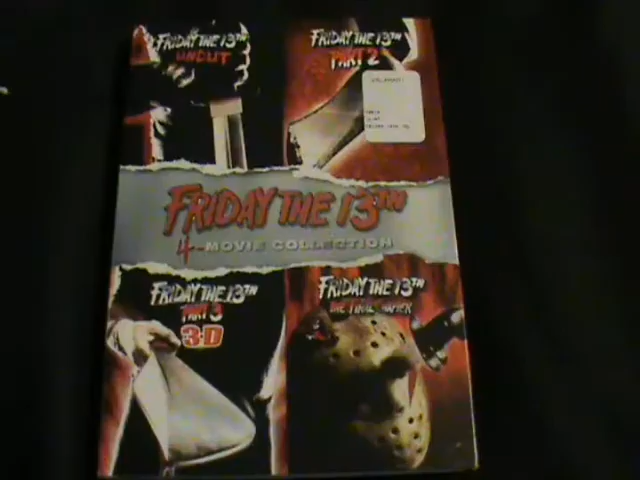 FRIDAY THE 13TH
UNCUT
FRIDAY THE 13TH
PART 2
FRIDAY THE 13TH
4-MOVIE COLLECTION
FRIDAY THE 13TH
PART 3
3-D
FRIDAY THE 13TH
THE FINAL CHAPTER